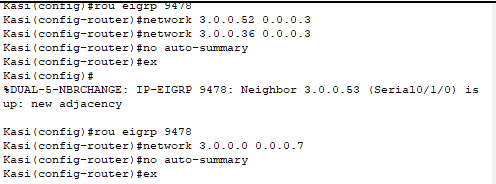 Kasi(config)#rou eigrp 9478
Kasi(config-router)#network 3.0.0.52 0.0.0.3
Kasi(config-router)#network 3.0.0.36 0.0.0.3
Kasi(config-router)#no auto-summary
Kasi(config-router)#ex
Kasi(config)#
%DUAL-5-NBRCHANGE: IP-EIGRP 9478: Neighbor 3.0.0.53 (Serial0/1/0) is
up: new adjacency
Kasi(config)#rou eigrp 9478
Kasi(config-router)#network 3.0.0.0 0.0.0.7
Kasi(config-router)#no auto-summary
Kasi(config-router)#ex